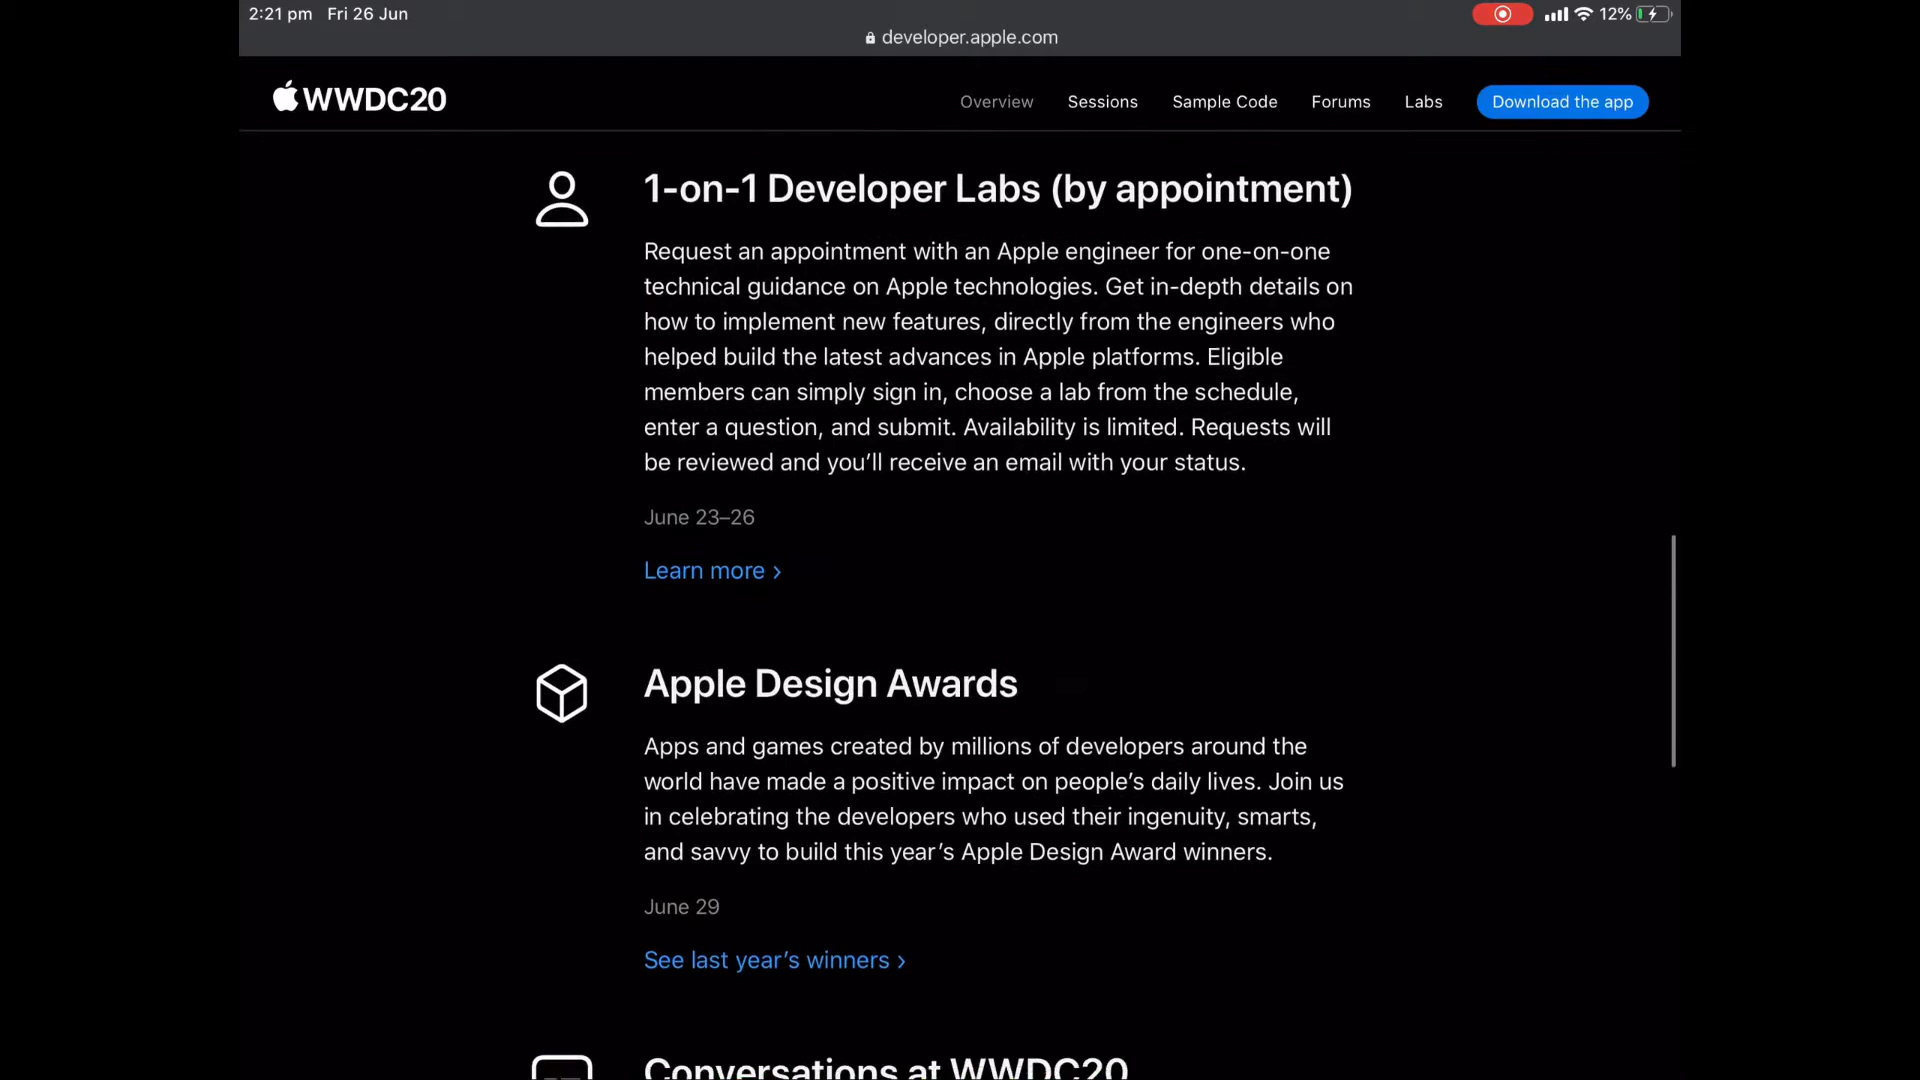 2:21 pm Fri 26 Jun
12%
developer.apple.com
WWDC20
Overview Sessions Sample Code Forums Labs Download the app
1-on-1 Developer Labs (by appointment)
Request an appointment with an Apple engineer for one-on-one
technical guidance on Apple technologies. Get in-depth details on
how to implement new features, directly from the engineers who
helped build the latest advances in Apple platforms. Eligible
members can simply sign in, choose a lab from the schedule,
enter a question, and submit. Availability is limited. Requests will
be reviewed and you’ll receive an email with your status.
June 23–26
Learn more ›
Apple Design Awards
Apps and games created by millions of developers around the
world have made a positive impact on people’s daily lives. Join us
in celebrating the developers who used their ingenuity, smarts,
and savvy to build this year’s Apple Design Award winners.
June 29
See last year’s winners ›
Conversations at WWDC20